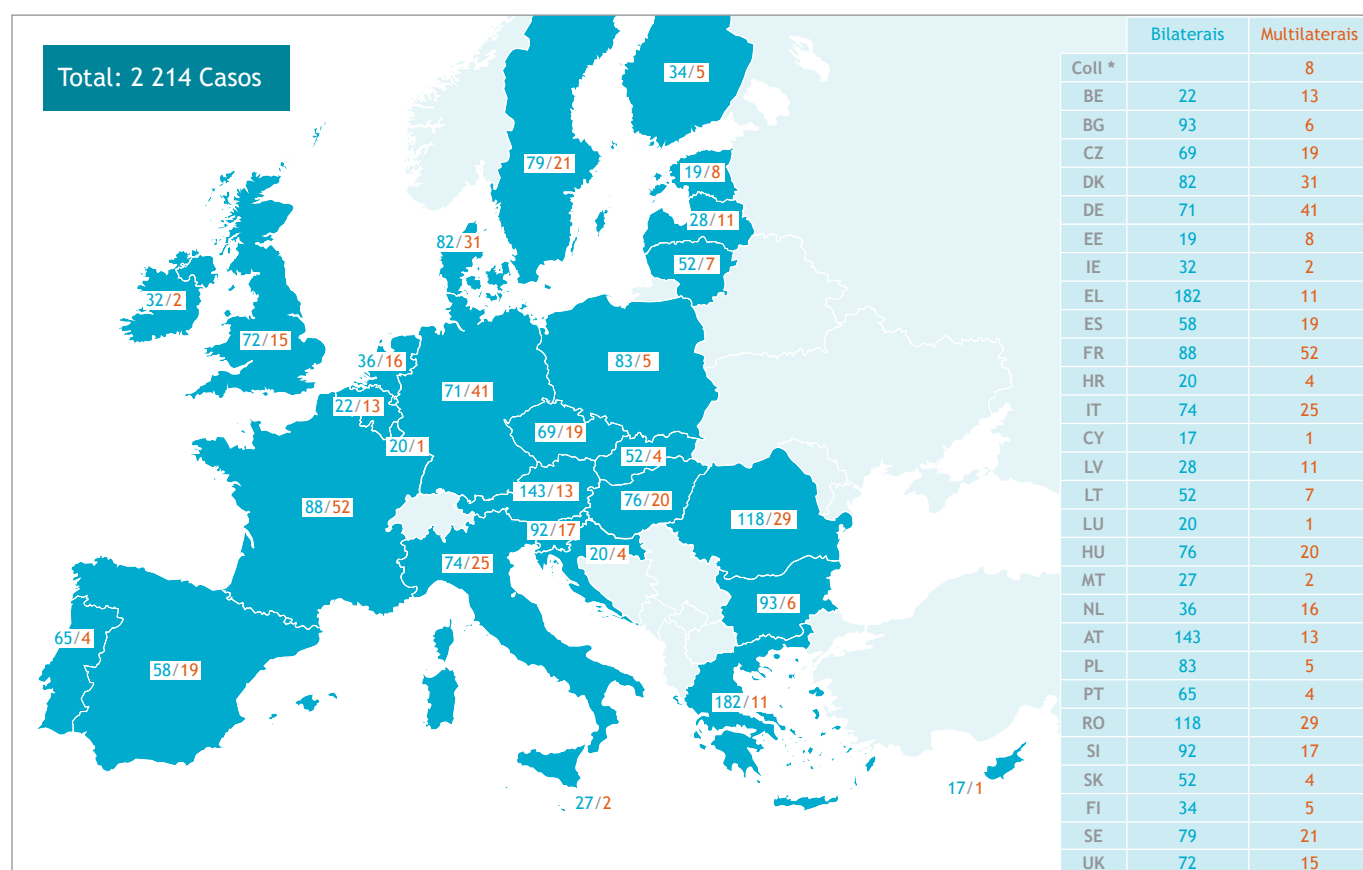 Total: 2 214 Casos
34/5
79/21
19/8
28/11
82/31
52/7
32/2
72/15
36/16
83/5
71/41
22/13
69/19
20/1
52/4
143/13
76/20
88/52
118/29
92/17
20/4
74/25
93/6
65/4
58/19
182/11
17/1
27/2
Bilaterais Multilaterais
Coll * 8
BE 22 13
BG 93 6
CZ 69 19
DK 82 31
DE 71 41
EE 19 8
IE 32 2
EL 182 11
ES 58 19
FR 88 52
HR 20 4
IT 74 25
CY 17 1
LV 28 11
LT 52 7
LU 20 1
HU 76 20
MT 27 2
NL 36 16
AT 143 13
PL 83 5
PT 65 4
RO 118 29
SI 92 17
SK 52 4
FI 34 5
SE 79 21
UK 72 15